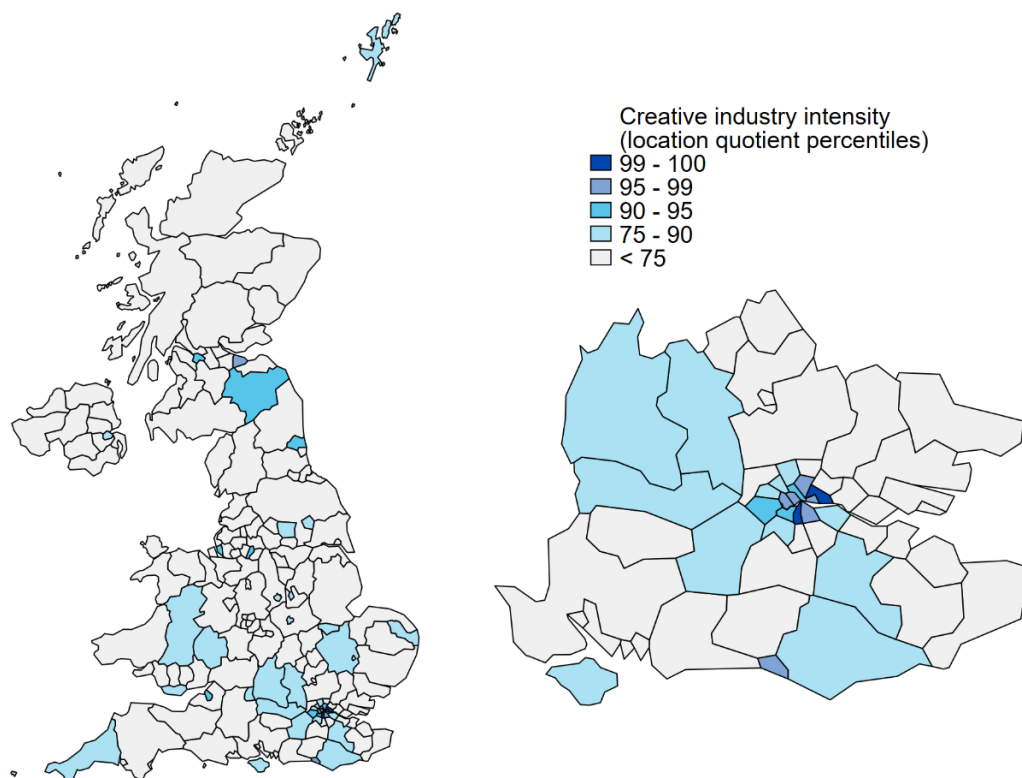 Creative industry intensity
(location quotient percentiles)
99 - 100
95 - 99
90 - 95
75 - 90
< 75